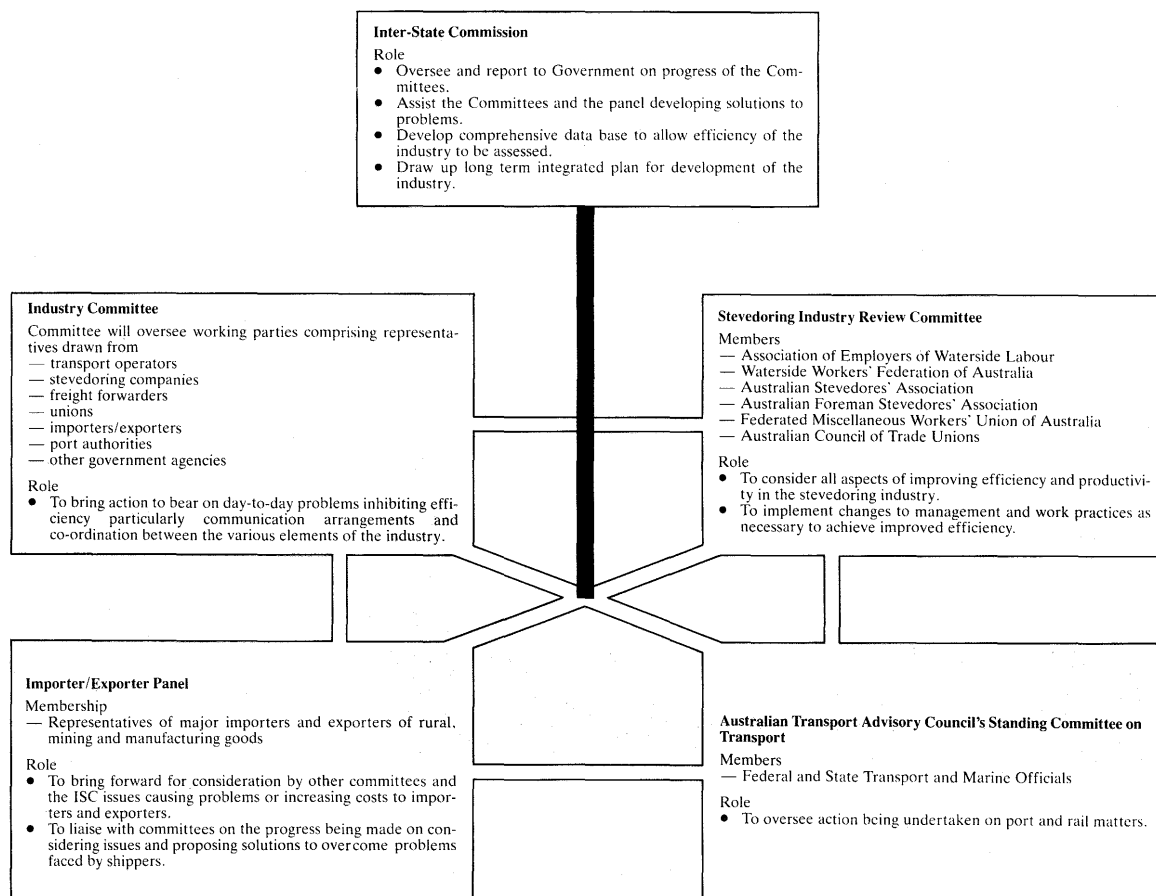 Inter-State Commission
Role
● Oversee and report to Government on progress of the Com-
mittees.
● Assist the Committees and the panel developing solutions to
problems.
● Develop comprehensive data base to allow efficiency of the
industry to be assessed.
● Draw up long term integrated plan for development of the
industry.
Industry Committee
Committee will oversee working parties comprising representa-
tives drawn from
— transport operators
— stevedoring companies
— freight forwarders
— unions
— importers/exporters
— port authorities
— other government agencies
Role
● To bring action to bear on day-to-day problems inhibiting effi-
ciency particularly communication arrangements and
co-ordination between the various elements of the industry.
Stevedoring Industry Review Committee
Members
— Association of Employers of Waterside Labour
— Waterside Workers' Federation of Australia
— Australian Stevedores' Association
— Australian Foreman Stevedores' Association
— Federated Miscellaneous Workers' Union of Australia
— Australian Council of Trade Unions
Role
● To consider all aspects of improving efficiency and productivi-
ty in the stevedoring industry.
● To implement changes to management and work practices as
necessary to achieve improved efficiency.
Importer/Exporter Panel
Membership
— Representatives of major importers and exporters of rural,
mining and manufacturing goods
Role
● To bring forward for consideration by other committees and
the ISC issues causing problems or increasing costs to impor-
ters and exporters.
● To liaise with committees on the progress being made on con-
sidering issues and proposing solutions to overcome problems
faced by shippers.
Australian Transport Advisory Council's Standing Committee on
Transport
Members
— Federal and State Transport and Marine Officials
Role
● To oversee action being undertaken on port and rail matters.